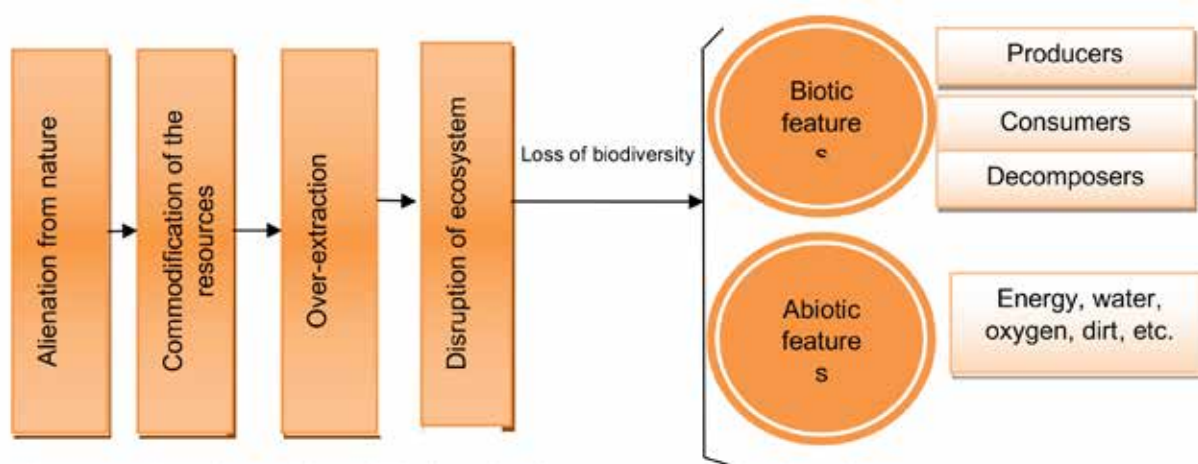 Alienation from nature
Commodification of the
resources
Over-extraction
Disruption of ecosystem
Loss of biodiversity
Biotic
feature
s
Producers
Consumers
Decomposers
Abiotic
feature
s
Energy, water,
oxygen, dirt, etc.